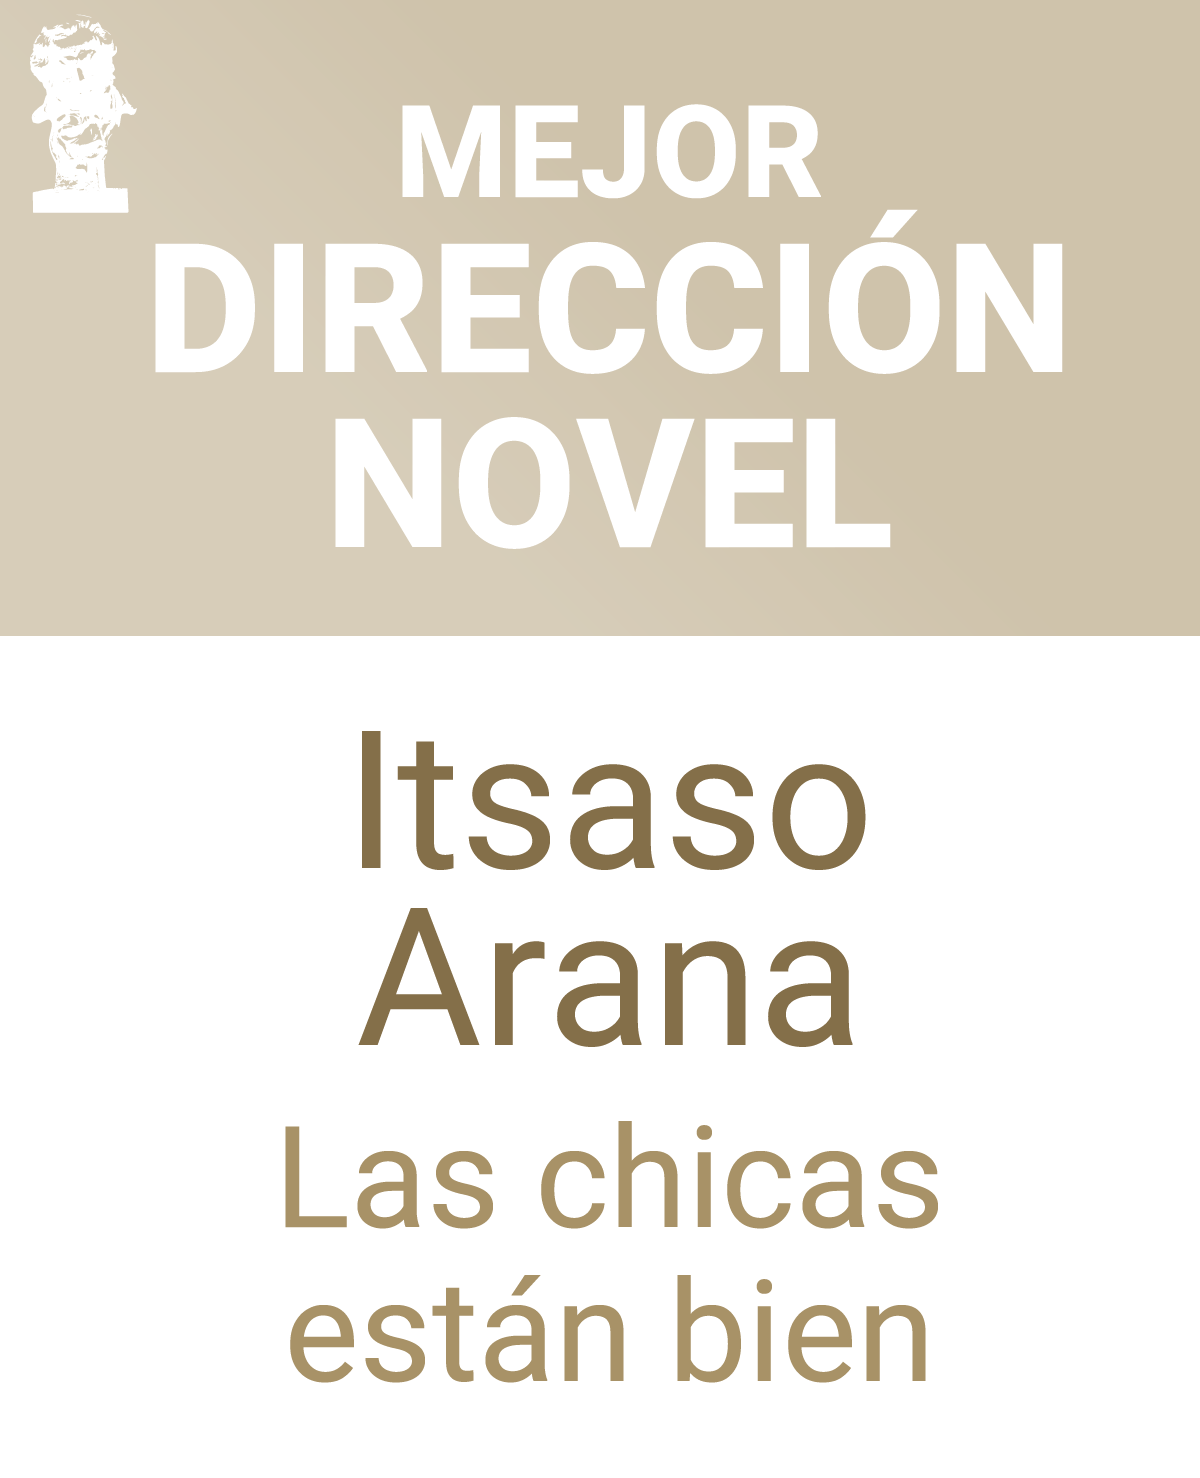 MEJOR
DIRECCIÓN
NOVEL
Itsaso
Arana
Las chicas
están bien